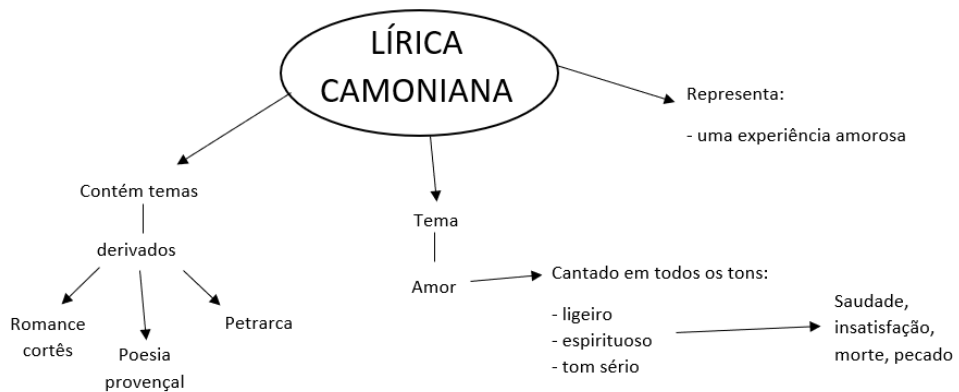 LÍRICA
CAMONIANA
Representa:
- uma experiência amorosa
Contém temas
derivados
Romance
cortês
Poesia
provençal
Petrarca
Tema
Amor
Cantado em todos os tons:
- ligeiro
- espirituoso
- tom sério
Saudade,
insatisfação,
morte, pecado